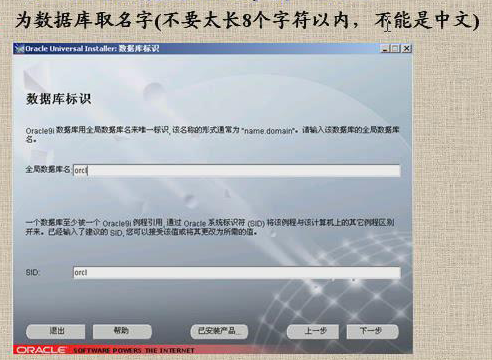 为数据库取名字(不要太长8个字符以内，不能是中文)
Oracle Universal Installer: 数据库标识
数据库标识
Oracle9i 数据库用全局数据库名来唯一标识, 该名称的形式通常为 "name.domain"。请输入该数据库的全局数据库
名。
全局数据库名: orcl
一个数据库至少被一个 Oracle9i 例程引用, 通过 Oracle 系统标识符 (SID) 将该例程与该计算机上的其它例程区别
开来。已经输入了建议的 SID, 您可以接受该值或将其更改为所需的值。
SID: orcl
退出 帮助 已安装产品... 上一步 下一步
ORACLE SOFTWARE POWERS THE INTERNET